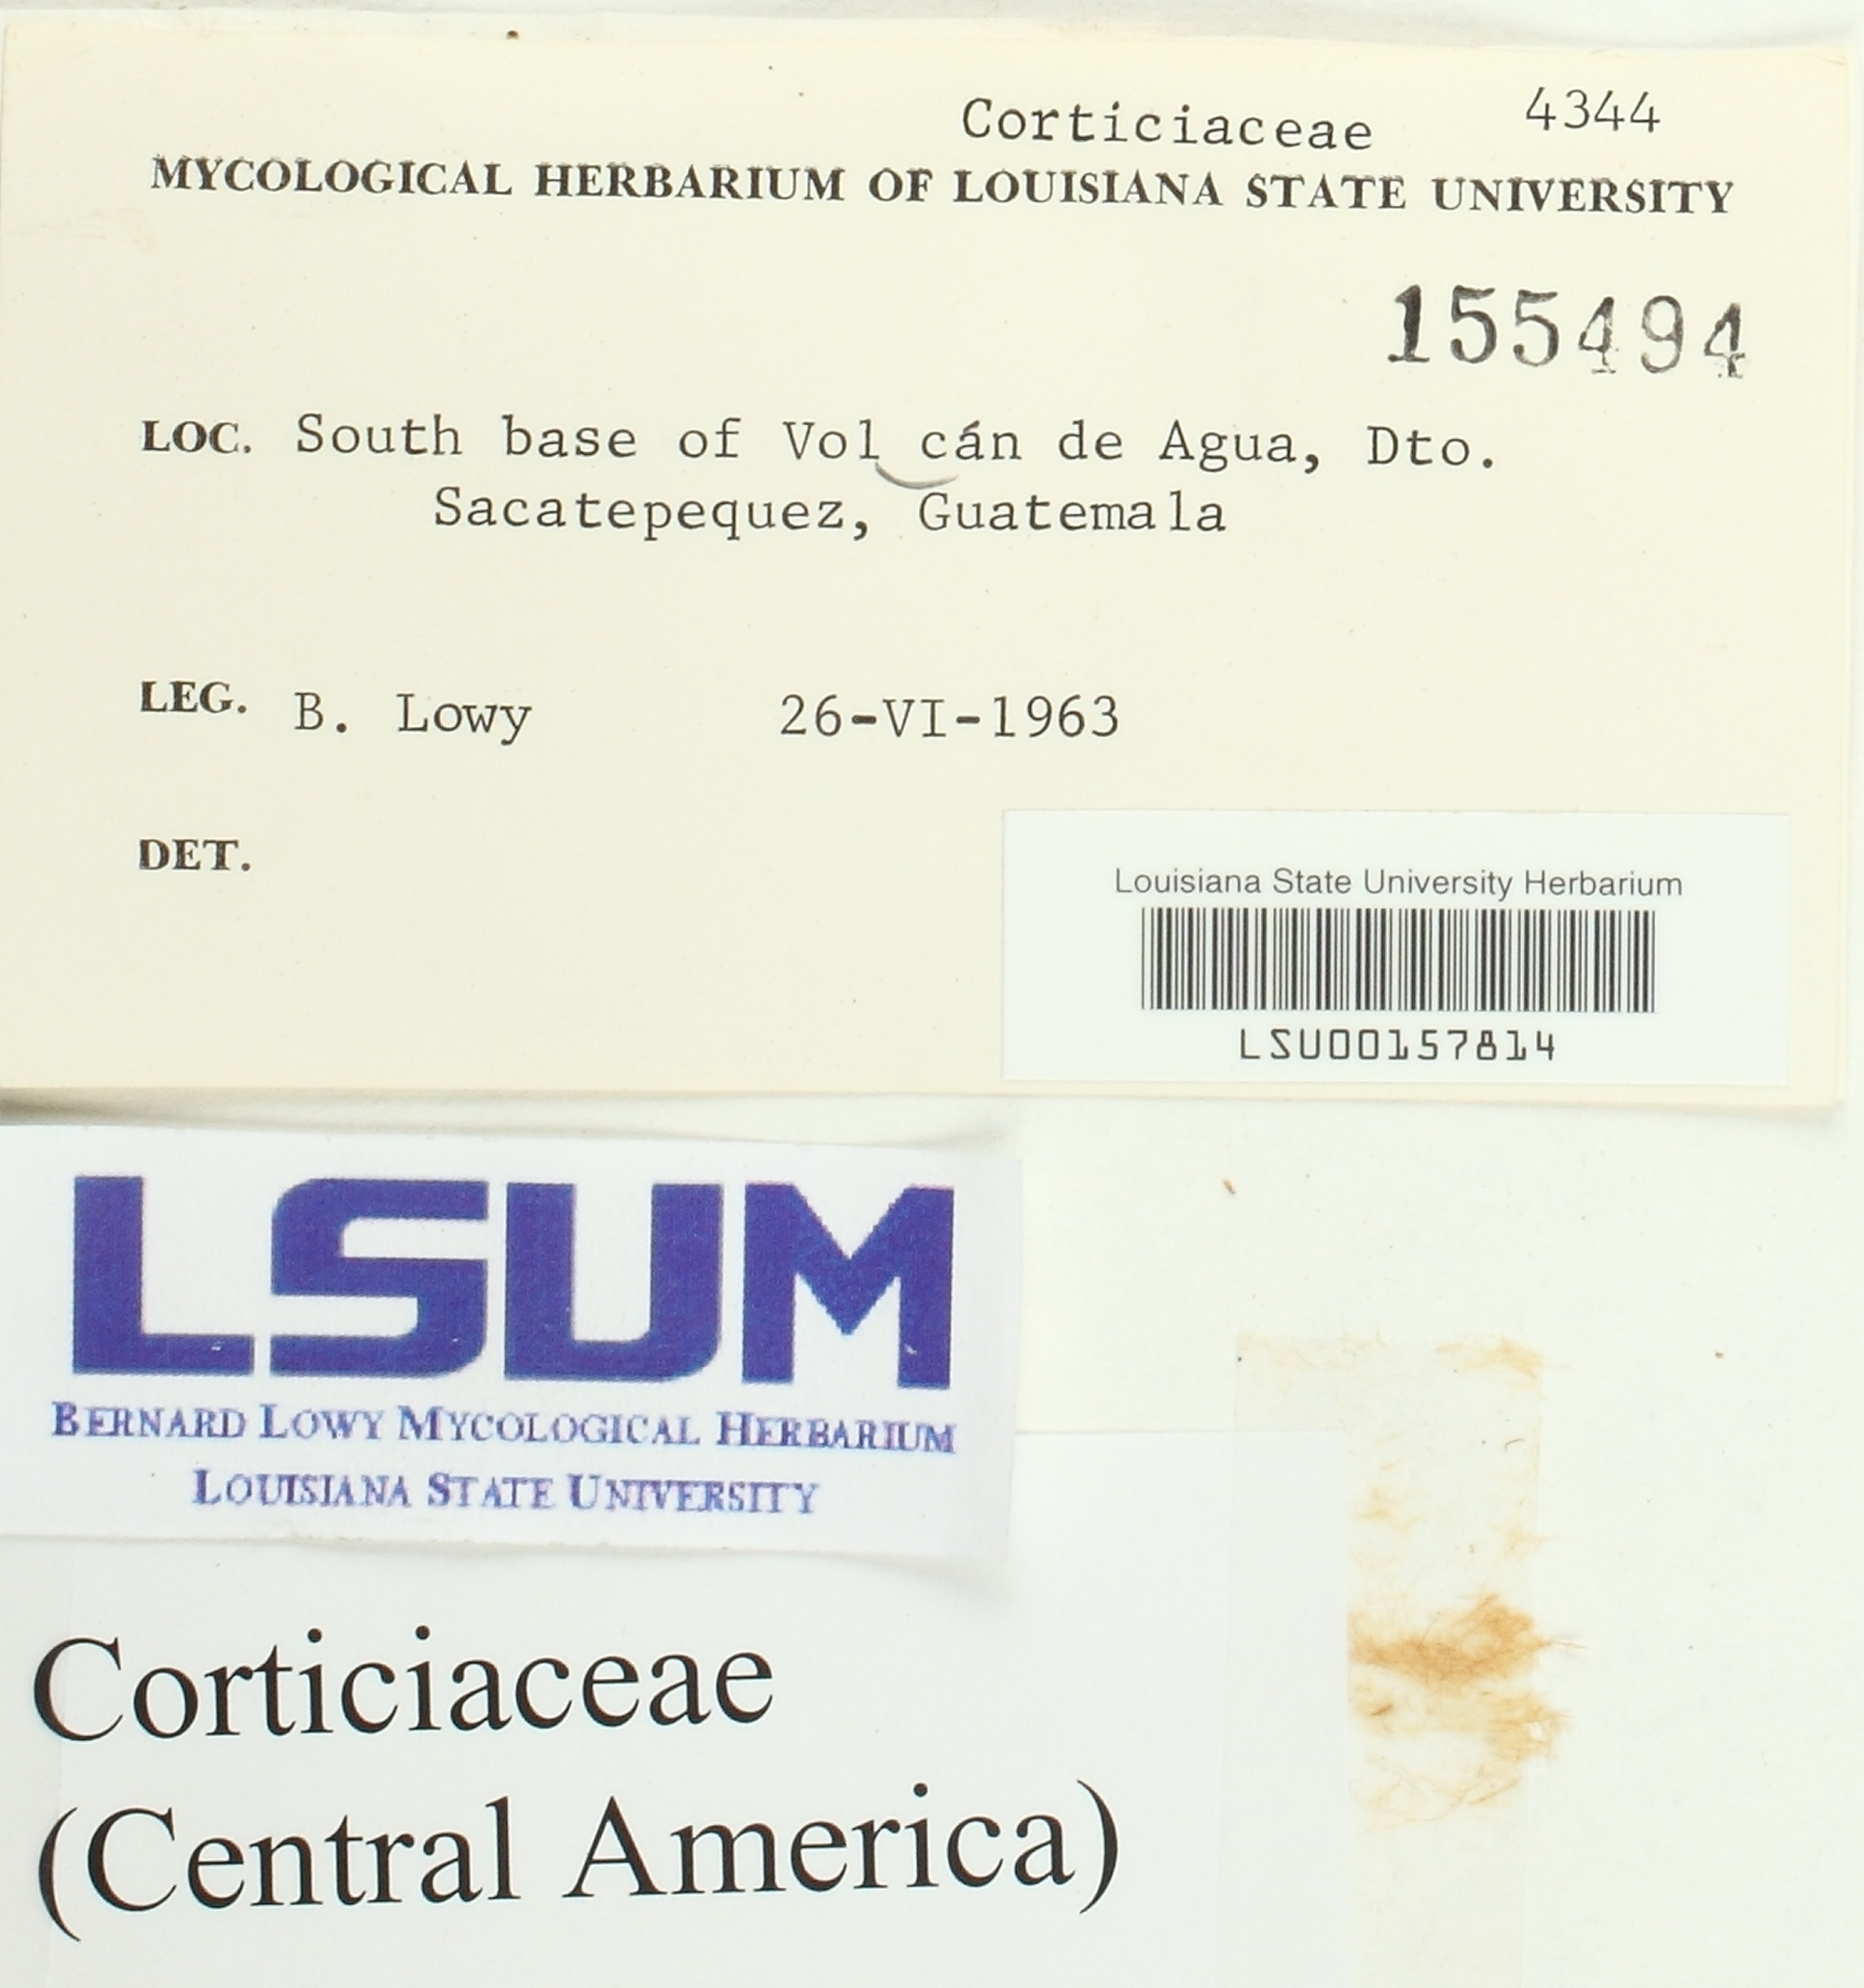 Corticiaceae 4344
MYCOLOGICAL HERBARIUM OF LOUISIANA STATE UNIVERSITY
155494
LOC. South base of Vol cán de Agua, Dto.
Sacatepequez, Guatemala
LEG. B. Lowy 26-VI-1963
DET.
Louisiana State University Herbarium
LSU00157814
LSUM
BERNARD LOWY MYCOLOGICAL HERBARIUM
LOUISIANA STATE UNIVERSITY
Corticiaceae
(Central America)